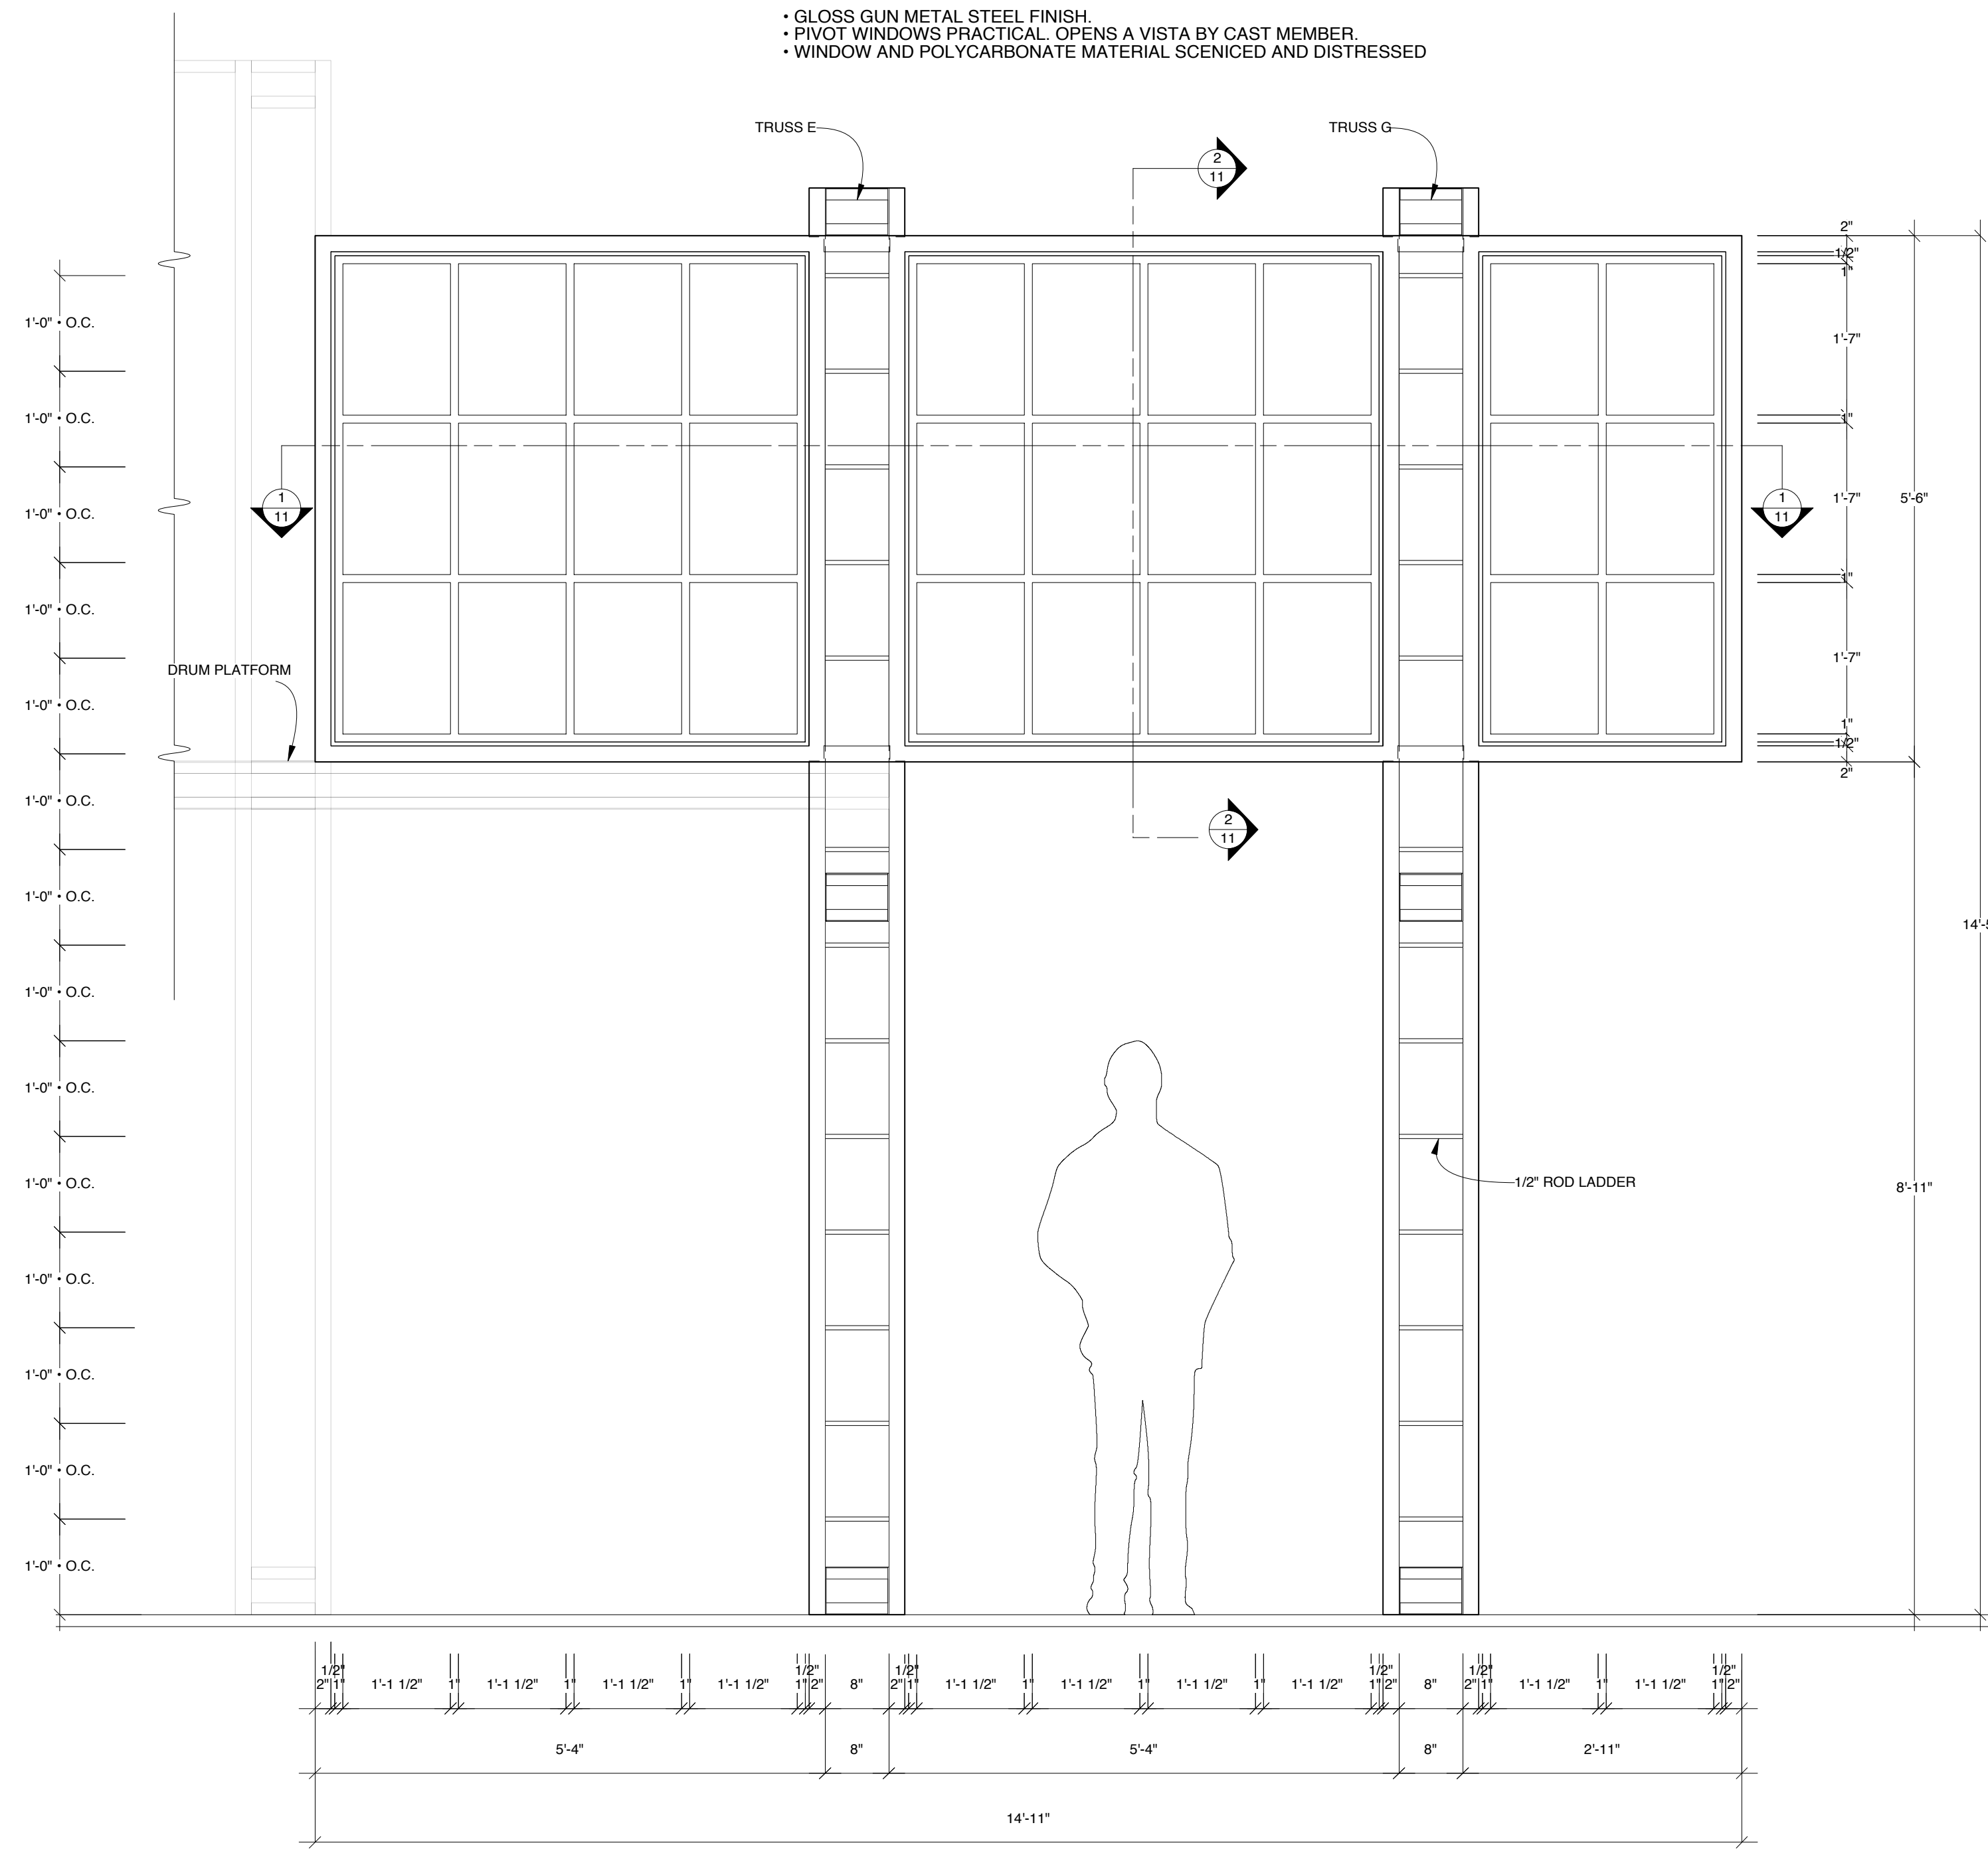 • GLOSS GUN METAL STEEL FINISH.
• PIVOT WINDOWS PRACTICAL. OPENS A VISTA BY CAST MEMBER.
• WINDOW AND POLYCARBONATE MATERIAL SCENICED AND DISTRESSED
TRUSS E
TRUSS G
2
11
2"
1/2"
1"
1'-0" • O.C.
1'-7"
1'-0" • O.C.
1"
1
11
1
11
1'-0" • O.C.
1'-7"
5'-6"
1"
1'-0" • O.C.
DRUM PLATFORM
1'-7"
1'-0" • O.C.
1"
1/2"
2"
1'-0" • O.C.
2
11
1'-0" • O.C.
14'-5
1'-0" • O.C.
1'-0" • O.C.
1'-0" • O.C.
1/2" ROD LADDER
8'-11"
1'-0" • O.C.
1'-0" • O.C.
1'-0" • O.C.
1'-0" • O.C.
1/2" 1/2" 1/2" 1/2" 1/2" 1/2"
2" 1" 1'-1 1/2" 1" 1'-1 1/2" 1" 1'-1 1/2" 1" 1'-1 1/2" 1" 2" 8" 2" 1" 1'-1 1/2" 1" 1'-1 1/2" 1" 1'-1 1/2" 1" 1'-1 1/2" 1" 2" 8" 2" 1" 1'-1 1/2" 1" 1'-1 1/2" 1" 2"
5'-4" 8" 5'-4" 8" 2'-11"
14'-11"